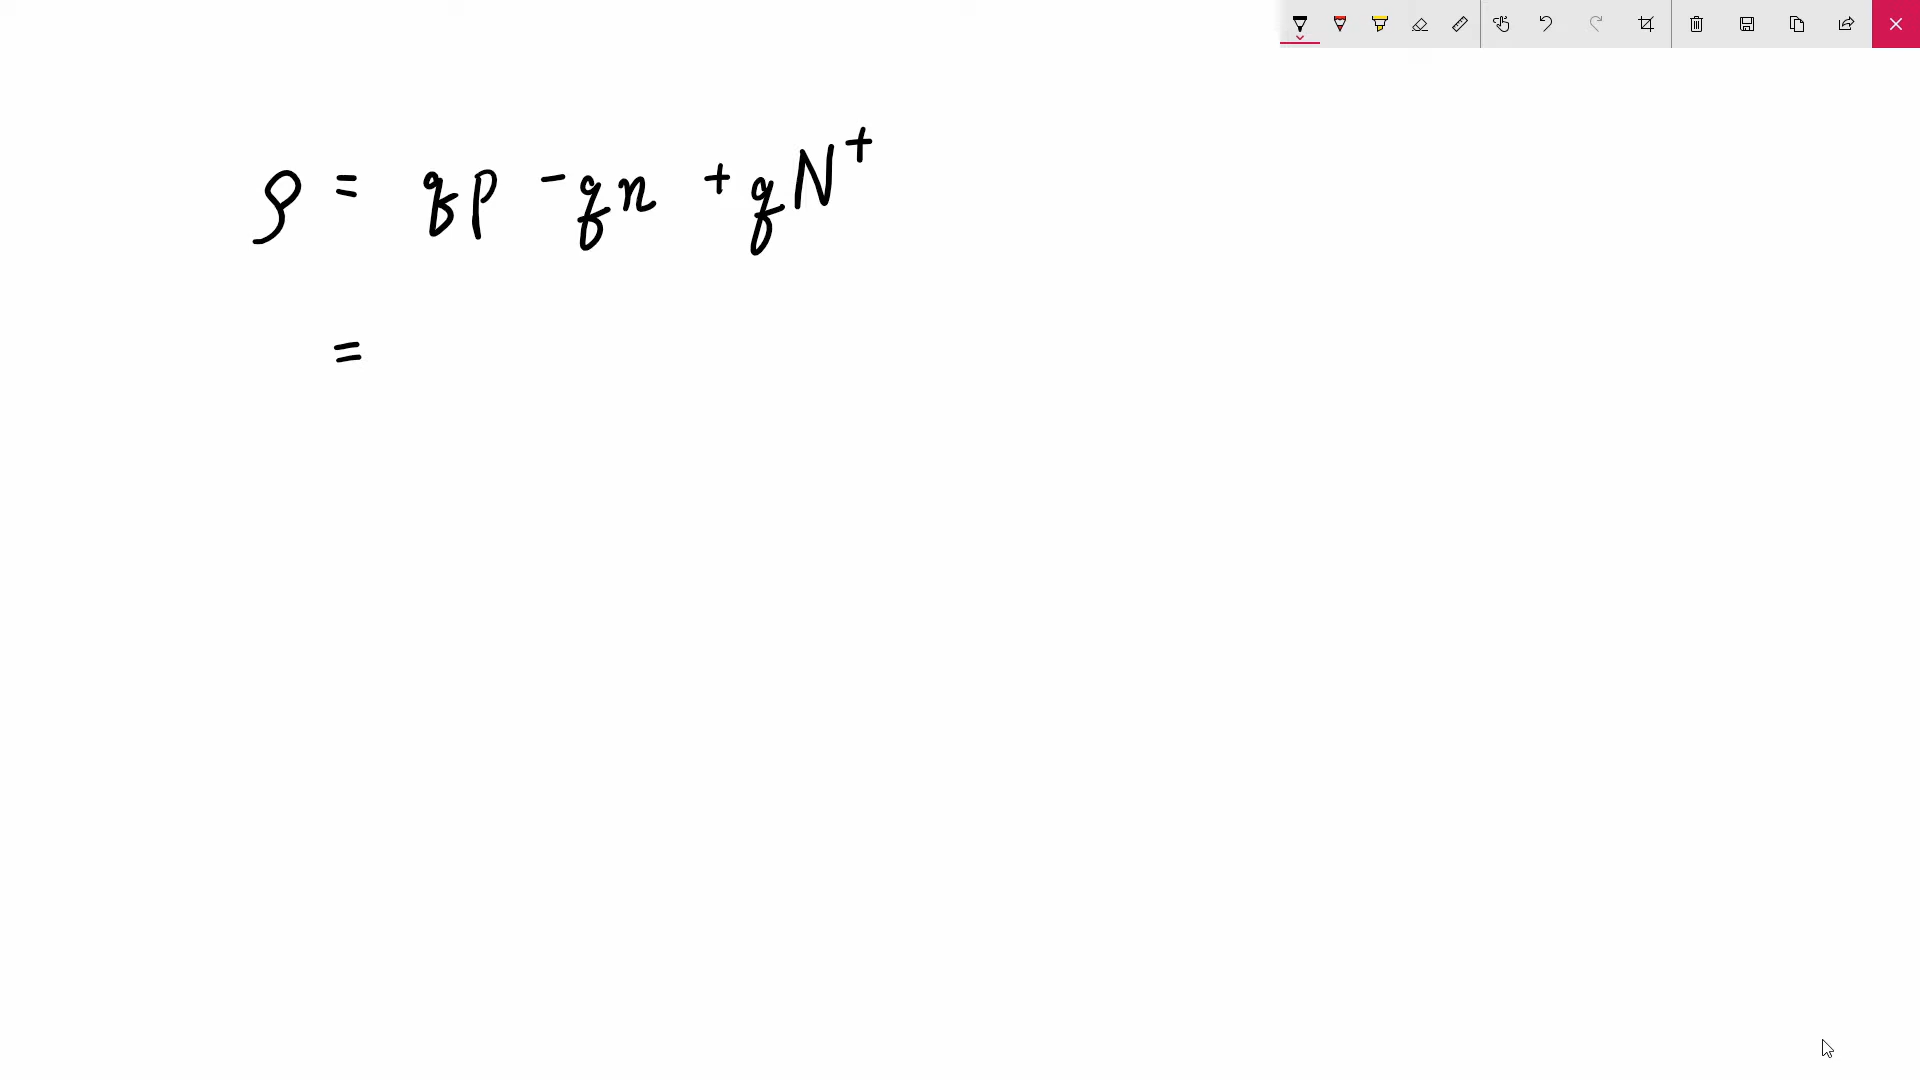 ρ = qp - qn + qN⁺
=